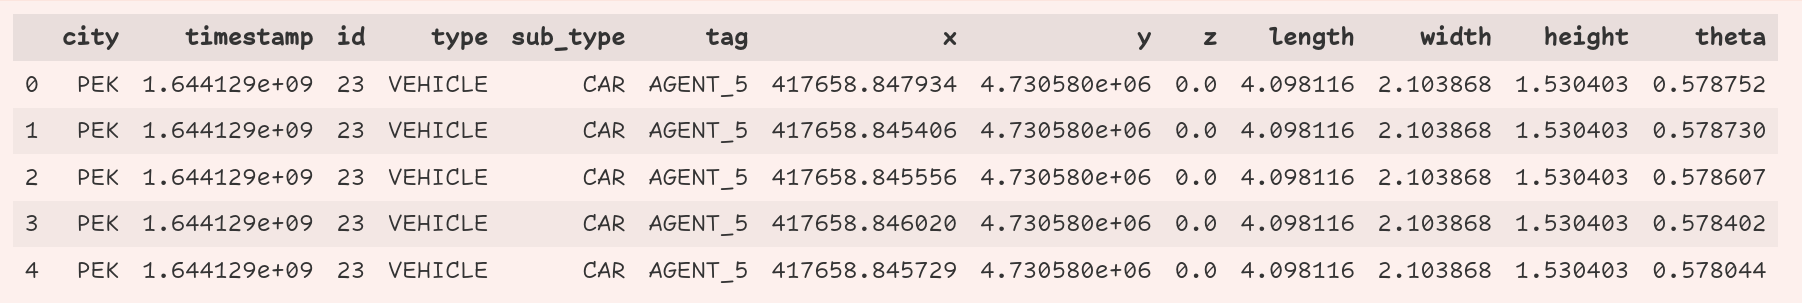 city timestamp id type sub_type tag x y z length width height theta
0 PEK 1.644129e+09 23 VEHICLE CAR AGENT_5 417658.847934 4.730580e+06 0.0 4.098116 2.103868 1.530403 0.578752
1 PEK 1.644129e+09 23 VEHICLE CAR AGENT_5 417658.845406 4.730580e+06 0.0 4.098116 2.103868 1.530403 0.578730
2 PEK 1.644129e+09 23 VEHICLE CAR AGENT_5 417658.845556 4.730580e+06 0.0 4.098116 2.103868 1.530403 0.578607
3 PEK 1.644129e+09 23 VEHICLE CAR AGENT_5 417658.846020 4.730580e+06 0.0 4.098116 2.103868 1.530403 0.578402
4 PEK 1.644129e+09 23 VEHICLE CAR AGENT_5 417658.845729 4.730580e+06 0.0 4.098116 2.103868 1.530403 0.578044